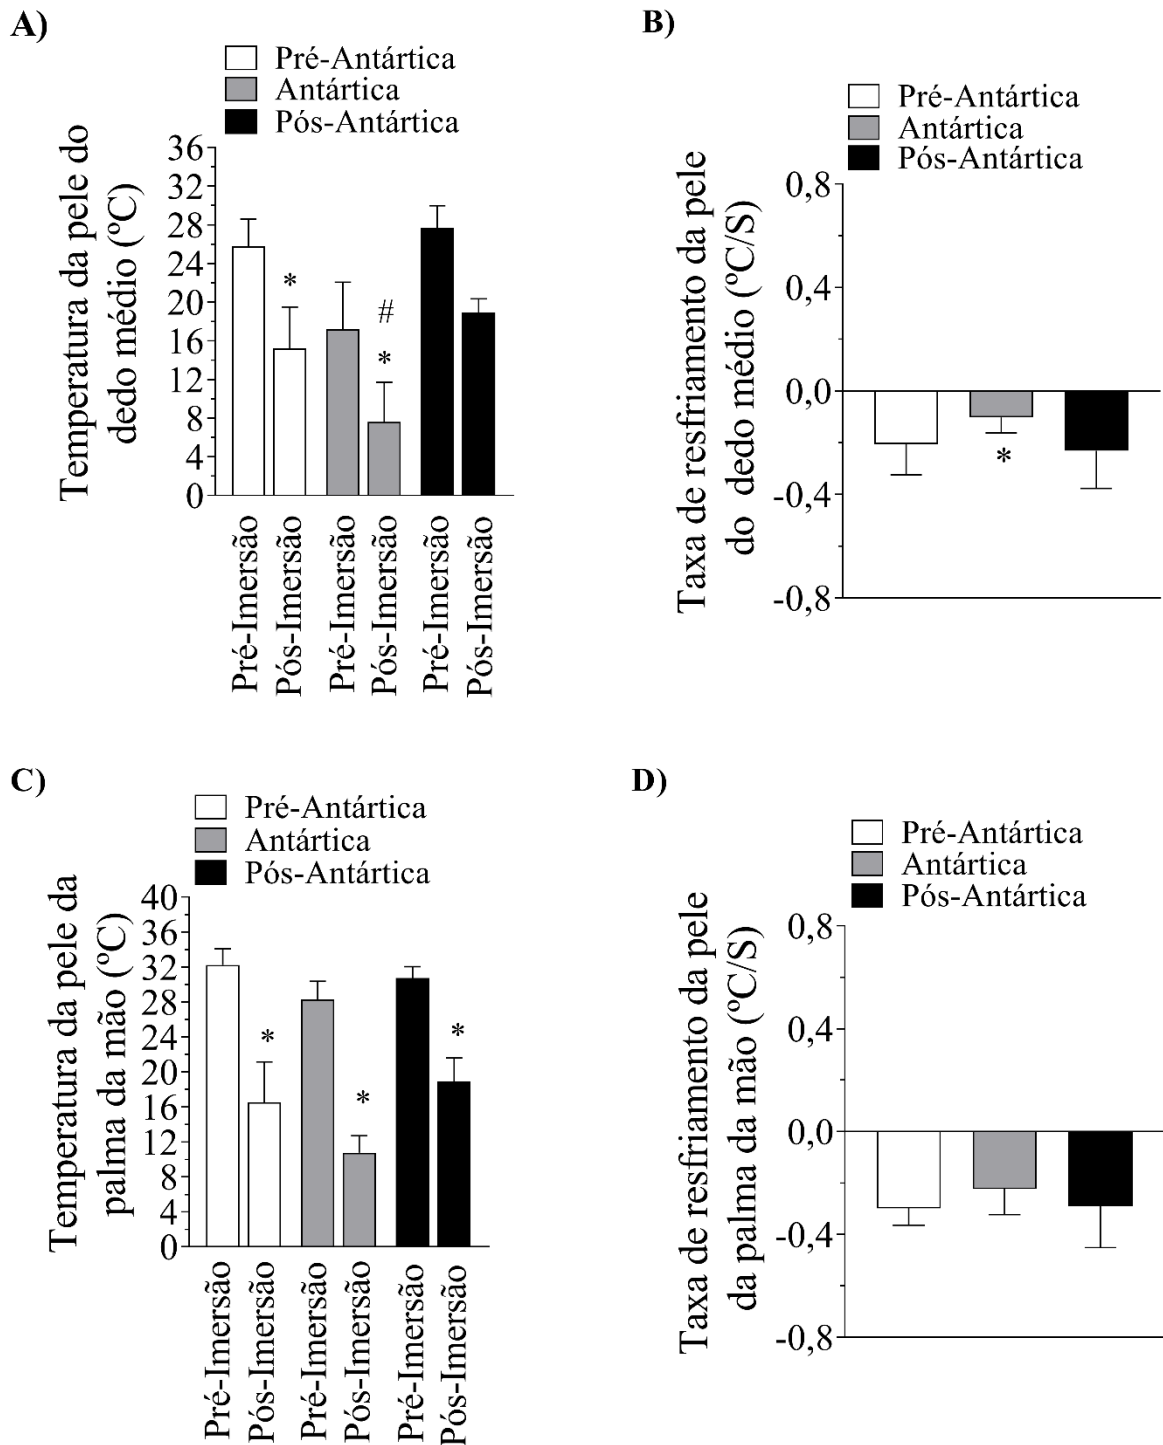 A)
Pré-Antártica
Antártica
Pós-Antártica
Temperatura da pele do
dedo médio (ºC)
36
32
28
24
20
16
12
8
4
0
*
#
*
Pré-Imersão
Pós-Imersão
Pré-Imersão
Pós-Imersão
Pré-Imersão
Pós-Imersão
B)
Pré-Antártica
Antártica
Pós-Antártica
Taxa de resfriamento da pele
do dedo médio (ºC/S)
0,8
0,4
0,0
-0,4
-0,8
*
C)
Pré-Antártica
Antártica
Pós-Antártica
Temperatura da pele da
palma da mão (ºC)
40
36
32
28
24
20
16
12
8
4
0
*
*
*
Pré-Imersão
Pós-Imersão
Pré-Imersão
Pós-Imersão
Pré-Imersão
Pós-Imersão
D)
Pré-Antártica
Antártica
Pós-Antártica
Taxa de resfriamento da pele
da palma da mão (ºC/S)
0,8
0,4
0,0
-0,4
-0,8